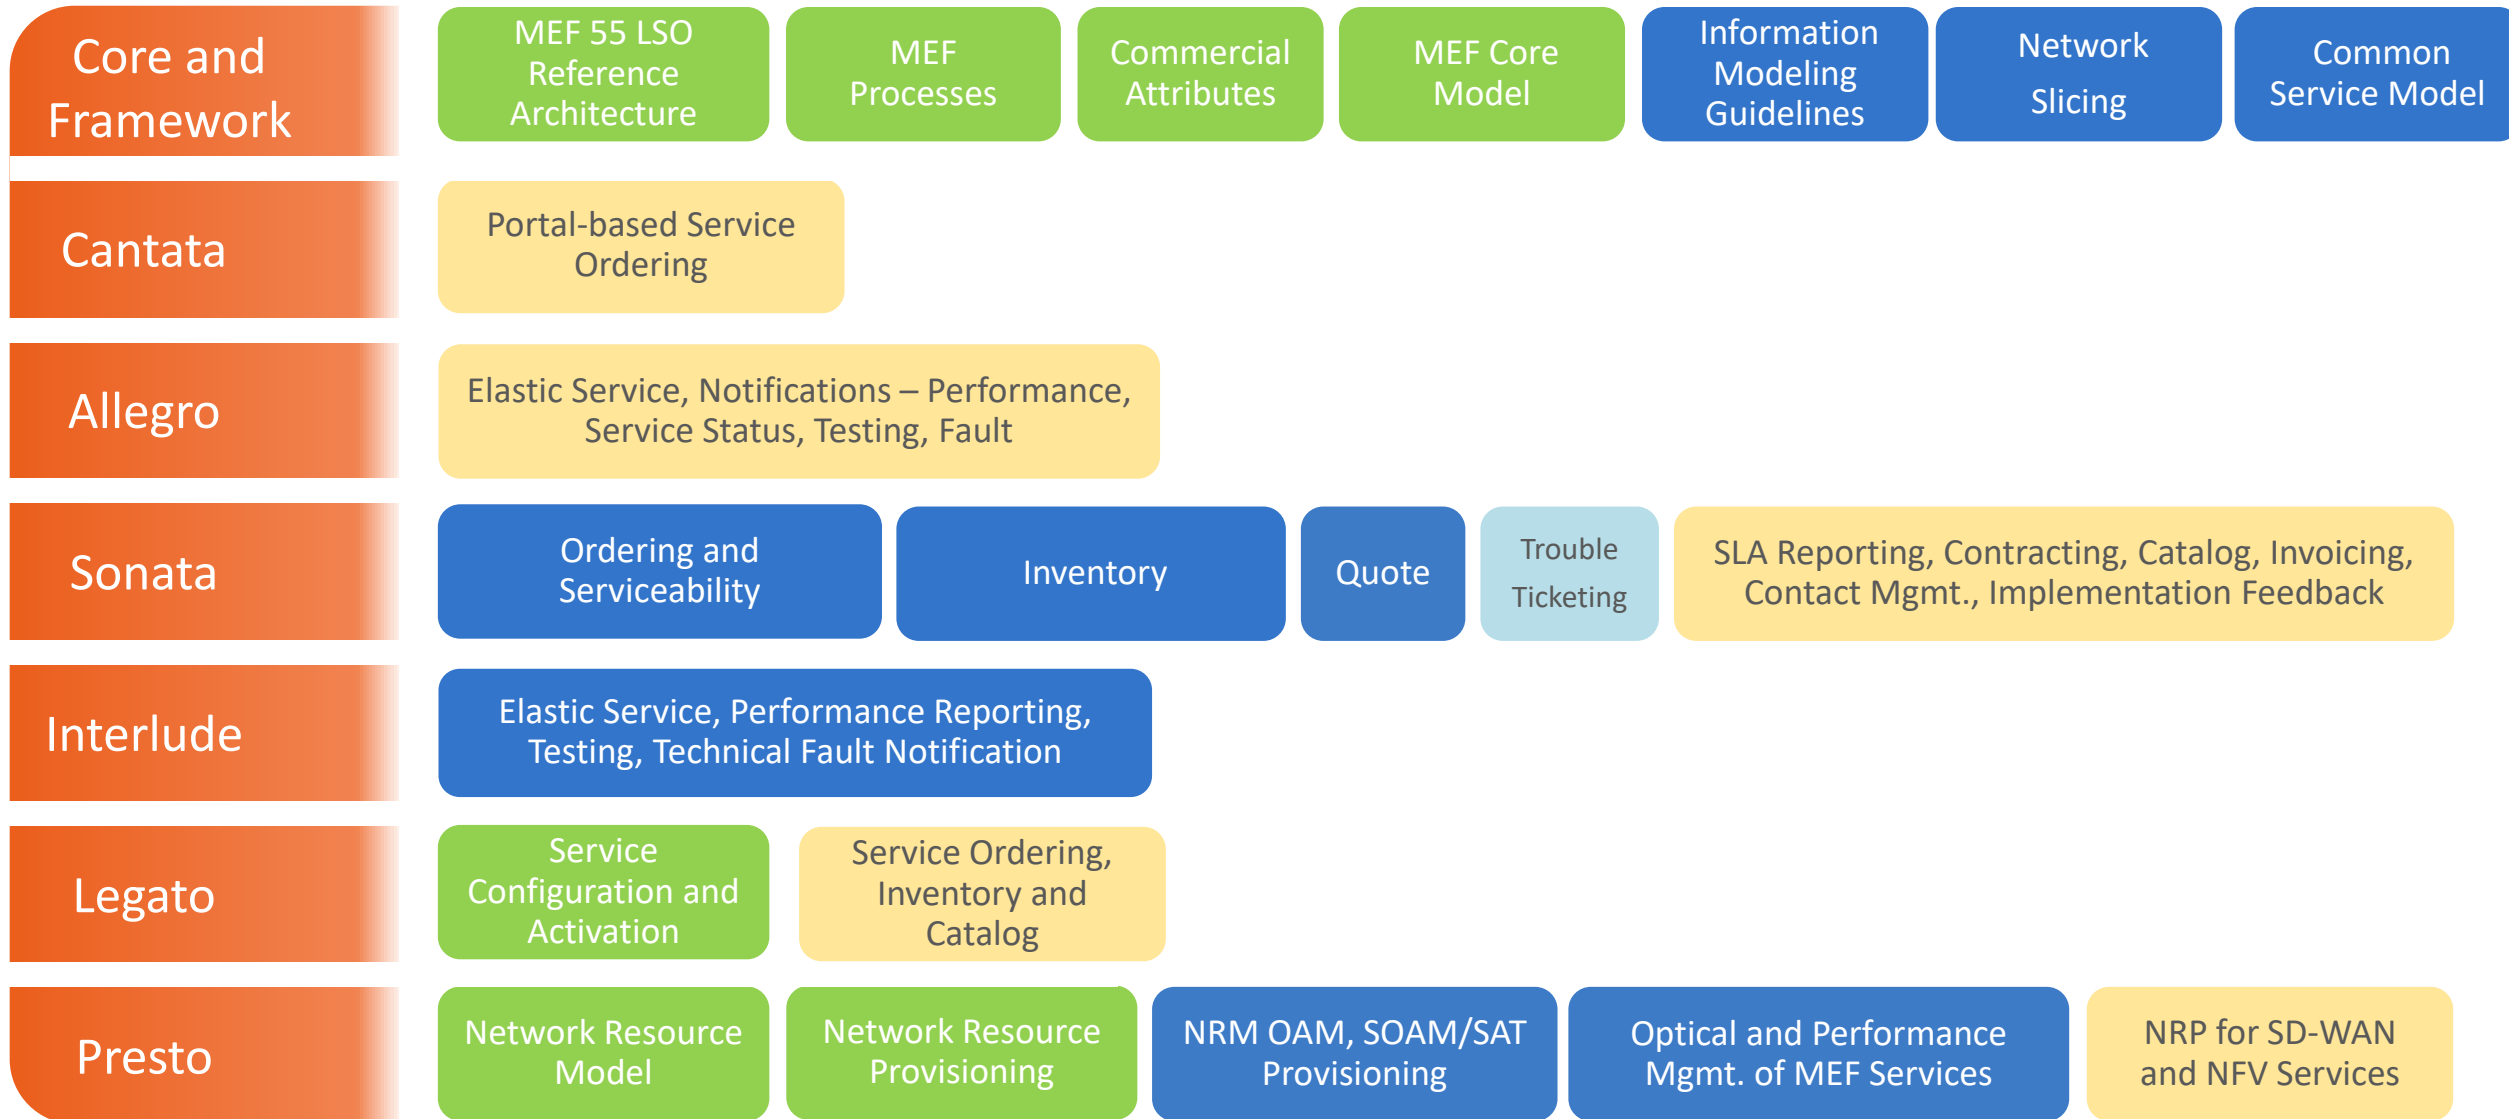 Core and
Framework
MEF 55 LSO
Reference
Architecture
MEF
Processes
Commercial
Attributes
MEF Core
Model
Information
Modeling
Guidelines
Network
Slicing
Common
Service Model
Cantata
Portal-based Service
Ordering
Allegro
Elastic Service, Notifications – Performance,
Service Status, Testing, Fault
Sonata
Ordering and
Serviceability
Inventory
Quote
Trouble
Ticketing
SLA Reporting, Contracting, Catalog, Invoicing,
Contact Mgmt., Implementation Feedback
Interlude
Elastic Service, Performance Reporting,
Testing, Technical Fault Notification
Legato
Service
Configuration and
Activation
Service Ordering,
Inventory and
Catalog
Presto
Network Resource
Model
Network Resource
Provisioning
NRM OAM, SOAM/SAT
Provisioning
Optical and Performance
Mgmt. of MEF Services
NRP for SD-WAN
and NFV Services